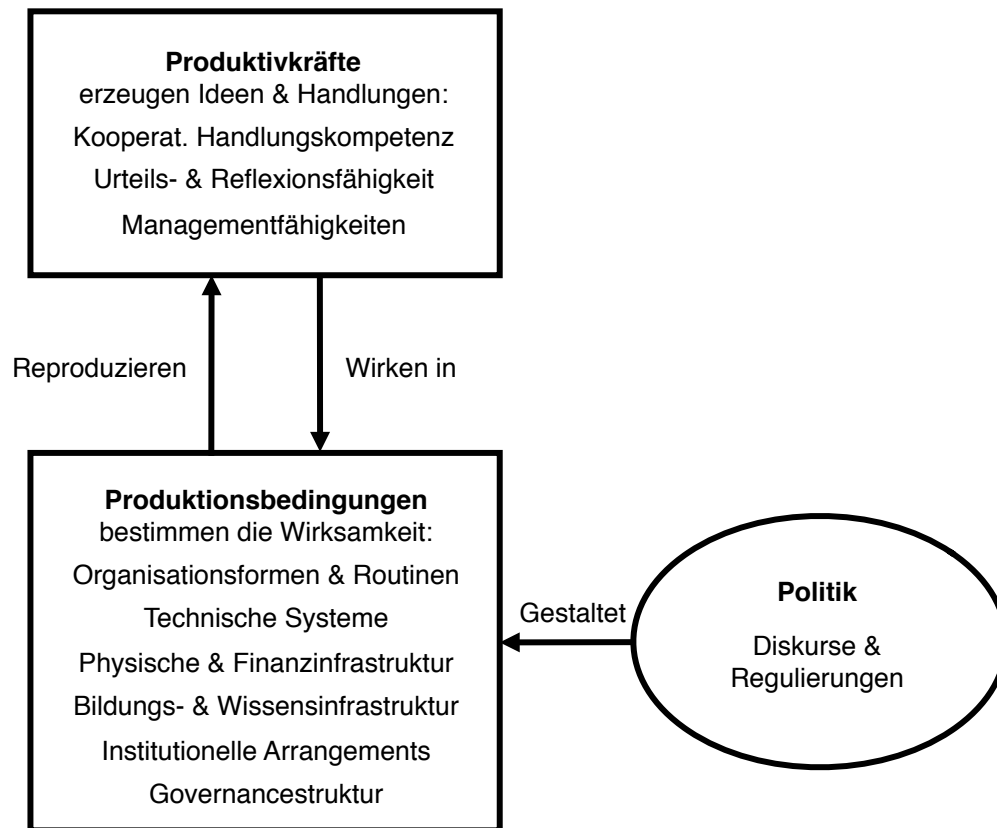 Produktivkräfte
erzeugen Ideen & Handlungen:
Kooperat. Handlungskompetenz
Urteils- & Reflexionsfähigkeit
Managementfähigkeiten
Reproduzieren
Wirken in
Produktionsbedingungen
bestimmen die Wirksamkeit:
Organisationsformen & Routinen
Technische Systeme
Physische & Finanzinfrastruktur
Bildungs- & Wissensinfrastruktur
Institutionelle Arrangements
Governancestruktur
Gestaltet
Politik
Diskurse &
Regulierungen